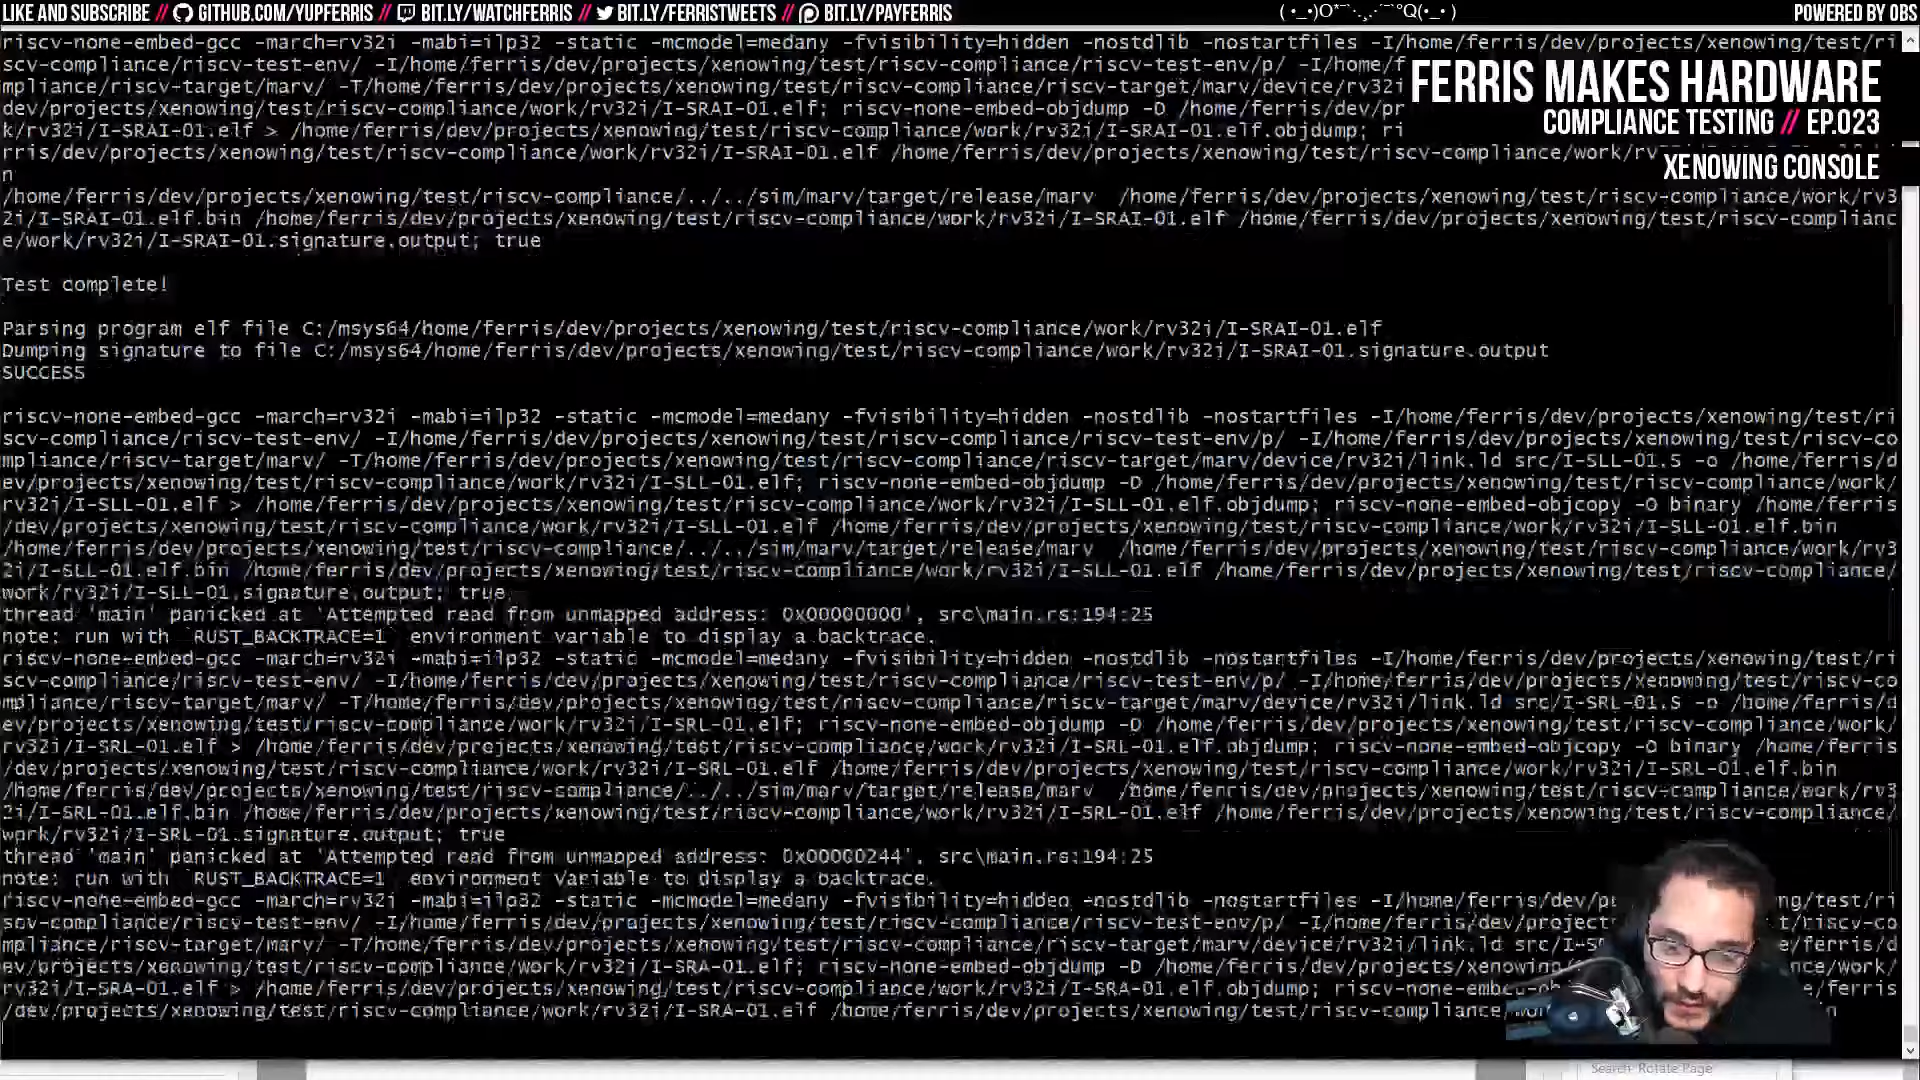 LIKE AND SUBSCRIBE // GITHUB.COM/YUPFERRIS // BIT.LY/WATCHFERRIS // BIT.LY/FERRISTWEETS // BIT.LY/PAYFERRIS
POWERED BY OBS
FERRIS MAKES HARDWARE
COMPLIANCE TESTING // EP.023
XENOWING CONSOLE
riscv-none-embed-gcc -march=rv32i -mabi=ilp32 -static -mcmodel=medany -fvisibility=hidden -nostdlib -nostartfiles -I/home/ferris/dev/projects/xenowing/test/ri
scv-compliance/riscv-test-env/ -I/home/ferris/dev/projects/xenowing/test/riscv-compliance/riscv-test-env/p/ -I/home/f
mpliance/riscv-target/marv/ -T/home/ferris/dev/projects/xenowing/test/riscv-compliance/riscv-target/marv/device/rv32i
dev/projects/xenowing/test/riscv-compliance/work/rv32i/I-SRAI-01.elf; riscv-none-embed-objdump -D /home/ferris/dev/pr
k/rv32i/I-SRAI-01.elf > /home/ferris/dev/projects/xenowing/test/riscv-compliance/work/rv32i/I-SRAI-01.elf.objdump; ri
rris/dev/projects/xenowing/test/riscv-compliance/work/rv32i/I-SRAI-01.elf /home/ferris/dev/projects/xenowing/test/riscv-compliance/work/rv
n
/home/ferris/dev/projects/xenowing/test/riscv-compliance/../../sim/marv/target/release/marv  /home/ferris/dev/projects/xenowing/test/riscv-compliance/work/rv3
2i/I-SRAI-01.elf.bin /home/ferris/dev/projects/xenowing/test/riscv-compliance/work/rv32i/I-SRAI-01.elf /home/ferris/dev/projects/xenowing/test/riscv-complianc
e/work/rv32i/I-SRAI-01.signature.output; true
Test complete!
Parsing program elf file C:/msys64/home/ferris/dev/projects/xenowing/test/riscv-compliance/work/rv32i/I-SRAI-01.elf
Dumping signature to file C:/msys64/home/ferris/dev/projects/xenowing/test/riscv-compliance/work/rv32i/I-SRAI-01.signature.output
SUCCESS
riscv-none-embed-gcc -march=rv32i -mabi=ilp32 -static -mcmodel=medany -fvisibility=hidden -nostdlib -nostartfiles -I/home/ferris/dev/projects/xenowing/test/ri
scv-compliance/riscv-test-env/ -I/home/ferris/dev/projects/xenowing/test/riscv-compliance/riscv-test-env/p/ -I/home/ferris/dev/projects/xenowing/test/riscv-co
mpliance/riscv-target/marv/ -T/home/ferris/dev/projects/xenowing/test/riscv-compliance/riscv-target/marv/device/rv32i/link.ld src/I-SLL-01.S -o /home/ferris/d
ev/projects/xenowing/test/riscv-compliance/work/rv32i/I-SLL-01.elf; riscv-none-embed-objdump -D /home/ferris/dev/projects/xenowing/test/riscv-compliance/work/
rv32i/I-SLL-01.elf > /home/ferris/dev/projects/xenowing/test/riscv-compliance/work/rv32i/I-SLL-01.elf.objdump; riscv-none-embed-objcopy -O binary /home/ferris
/dev/projects/xenowing/test/riscv-compliance/work/rv32i/I-SLL-01.elf /home/ferris/dev/projects/xenowing/test/riscv-compliance/work/rv32i/I-SLL-01.elf.bin
/home/ferris/dev/projects/xenowing/test/riscv-compliance/../../sim/marv/target/release/marv  /home/ferris/dev/projects/xenowing/test/riscv-compliance/work/rv3
2i/I-SLL-01.elf.bin /home/ferris/dev/projects/xenowing/test/riscv-compliance/work/rv32i/I-SLL-01.elf /home/ferris/dev/projects/xenowing/test/riscv-compliance/
work/rv32i/I-SLL-01.signature.output; true
thread 'main' panicked at 'Attempted read from unmapped address: 0x00000000', src\main.rs:194:25
note: run with `RUST_BACKTRACE=1` environment variable to display a backtrace.
riscv-none-embed-gcc -march=rv32i -mabi=ilp32 -static -mcmodel=medany -fvisibility=hidden -nostdlib -nostartfiles -I/home/ferris/dev/projects/xenowing/test/ri
scv-compliance/riscv-test-env/ -I/home/ferris/dev/projects/xenowing/test/riscv-compliance/riscv-test-env/p/ -I/home/ferris/dev/projects/xenowing/test/riscv-co
mpliance/riscv-target/marv/ -T/home/ferris/dev/projects/xenowing/test/riscv-compliance/riscv-target/marv/device/rv32i/link.ld src/I-SRL-01.S -o /home/ferris/d
ev/projects/xenowing/test/riscv-compliance/work/rv32i/I-SRL-01.elf; riscv-none-embed-objdump -D /home/ferris/dev/projects/xenowing/test/riscv-compliance/work/
rv32i/I-SRL-01.elf > /home/ferris/dev/projects/xenowing/test/riscv-compliance/work/rv32i/I-SRL-01.elf.objdump; riscv-none-embed-objcopy -O binary /home/ferris
/dev/projects/xenowing/test/riscv-compliance/work/rv32i/I-SRL-01.elf /home/ferris/dev/projects/xenowing/test/riscv-compliance/work/rv32i/I-SRL-01.elf.bin
/home/ferris/dev/projects/xenowing/test/riscv-compliance/../../sim/marv/target/release/marv  /home/ferris/dev/projects/xenowing/test/riscv-compliance/work/rv3
2i/I-SRL-01.elf.bin /home/ferris/dev/projects/xenowing/test/riscv-compliance/work/rv32i/I-SRL-01.elf /home/ferris/dev/projects/xenowing/test/riscv-compliance/
work/rv32i/I-SRL-01.signature.output; true
thread 'main' panicked at 'Attempted read from unmapped address: 0x00000244', src\main.rs:194:25
note: run with `RUST_BACKTRACE=1` environment variable to display a backtrace.
riscv-none-embed-gcc -march=rv32i -mabi=ilp32 -static -mcmodel=medany -fvisibility=hidden -nostdlib -nostartfiles -I/home/ferris/dev/p ng/test/ri
scv-compliance/riscv-test-env/ -I/home/ferris/dev/projects/xenowing/test/riscv-compliance/riscv-test-env/p/ -I/home/ferris/dev/project t/riscv-co
mpliance/riscv-target/marv/ -T/home/ferris/dev/projects/xenowing/test/riscv-compliance/riscv-target/marv/device/rv32i/link.ld src/I-S e/ferris/d
ev/projects/xenowing/test/riscv-compliance/work/rv32i/I-SRA-01.elf; riscv-none-embed-objdump -D /home/ferris/dev/projects/xenowing nce/work/
rv32i/I-SRA-01.elf > /home/ferris/dev/projects/xenowing/test/riscv-compliance/work/rv32i/I-SRA-01.elf.objdump; riscv-none-embed-o /ferris
/dev/projects/xenowing/test/riscv-compliance/work/rv32i/I-SRA-01.elf /home/ferris/dev/projects/xenowing/test/riscv-compliance/wor n
Search 'Rotate Page'